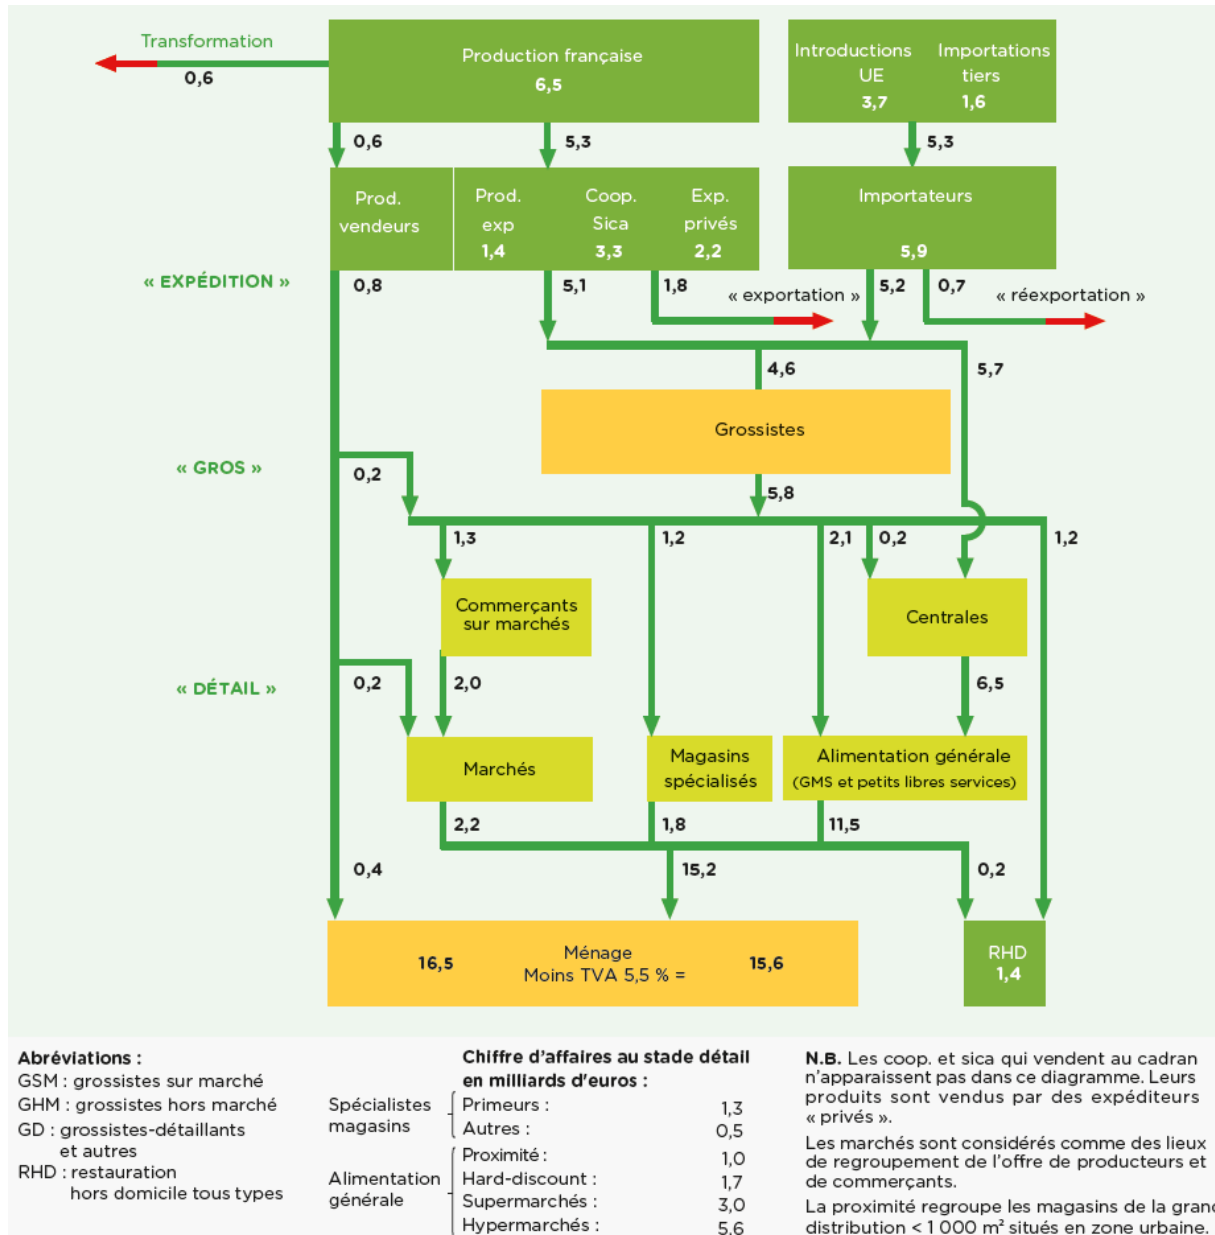 Transformation
0,6
Production française
6,5
Introductions
UE
3,7
Importations
tiers
1,6
0,6
5,3
5,3
Prod.
vendeurs
Prod.
exp
1,4
Coop.
Sica
3,3
Exp.
privés
2,2
Importateurs
5,9
« EXPÉDITION »
0,8
5,1
1,8
« exportation »
5,2
0,7
« réexportation »
4,6
5,7
Grossistes
« GROS »
0,2
5,8
1,3
1,2
2,1
0,2
1,2
Commerçants
sur marchés
Centrales
« DÉTAIL »
0,2
2,0
6,5
Marchés
Magasins
spécialisés
Alimentation générale
(GMS et petits libres services)
2,2
1,8
11,5
0,4
15,2
0,2
16,5
Ménage
Moins TVA 5,5 % =
15,6
RHD
1,4
Abréviations :
GSM : grossistes sur marché
GHM : grossistes hors marché
GD : grossistes-détaillants
et autres
RHD : restauration
hors domicile tous types
Chiffre d'affaires au stade détail
en milliards d'euros :
Spécialistes
magasins
Primeurs : 1,3
Autres : 0,5
Alimentation
générale
Proximité : 1,0
Hard-discount : 1,7
Supermarchés : 3,0
Hypermarchés : 5,6
N.B. Les coop. et sica qui vendent au cadran
n'apparaissent pas dans ce diagramme. Leurs
produits sont vendus par des expéditeurs
« privés ».
Les marchés sont considérés comme des lieux
de regroupement de l'offre de producteurs et
de commerçants.
La proximité regroupe les magasins de la grand
distribution < 1 000 m² situés en zone urbaine.